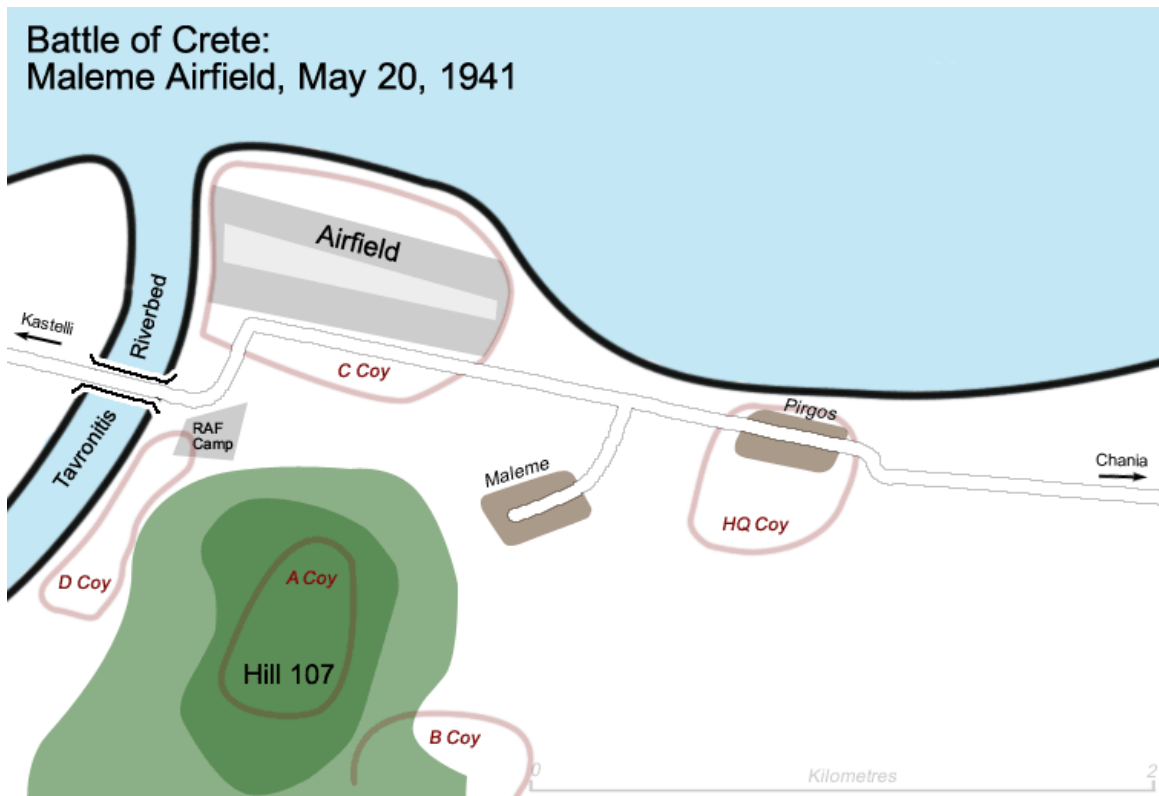 Battle of Crete:
Maleme Airfield, May 20, 1941
Airfield
Riverbed
Kastelli
C Coy
Pirgos
Tavronitis
RAF
Camp
Maleme
Chania
HQ Coy
D Coy
A Coy
Hill 107
B Coy
0
Kilometres
2